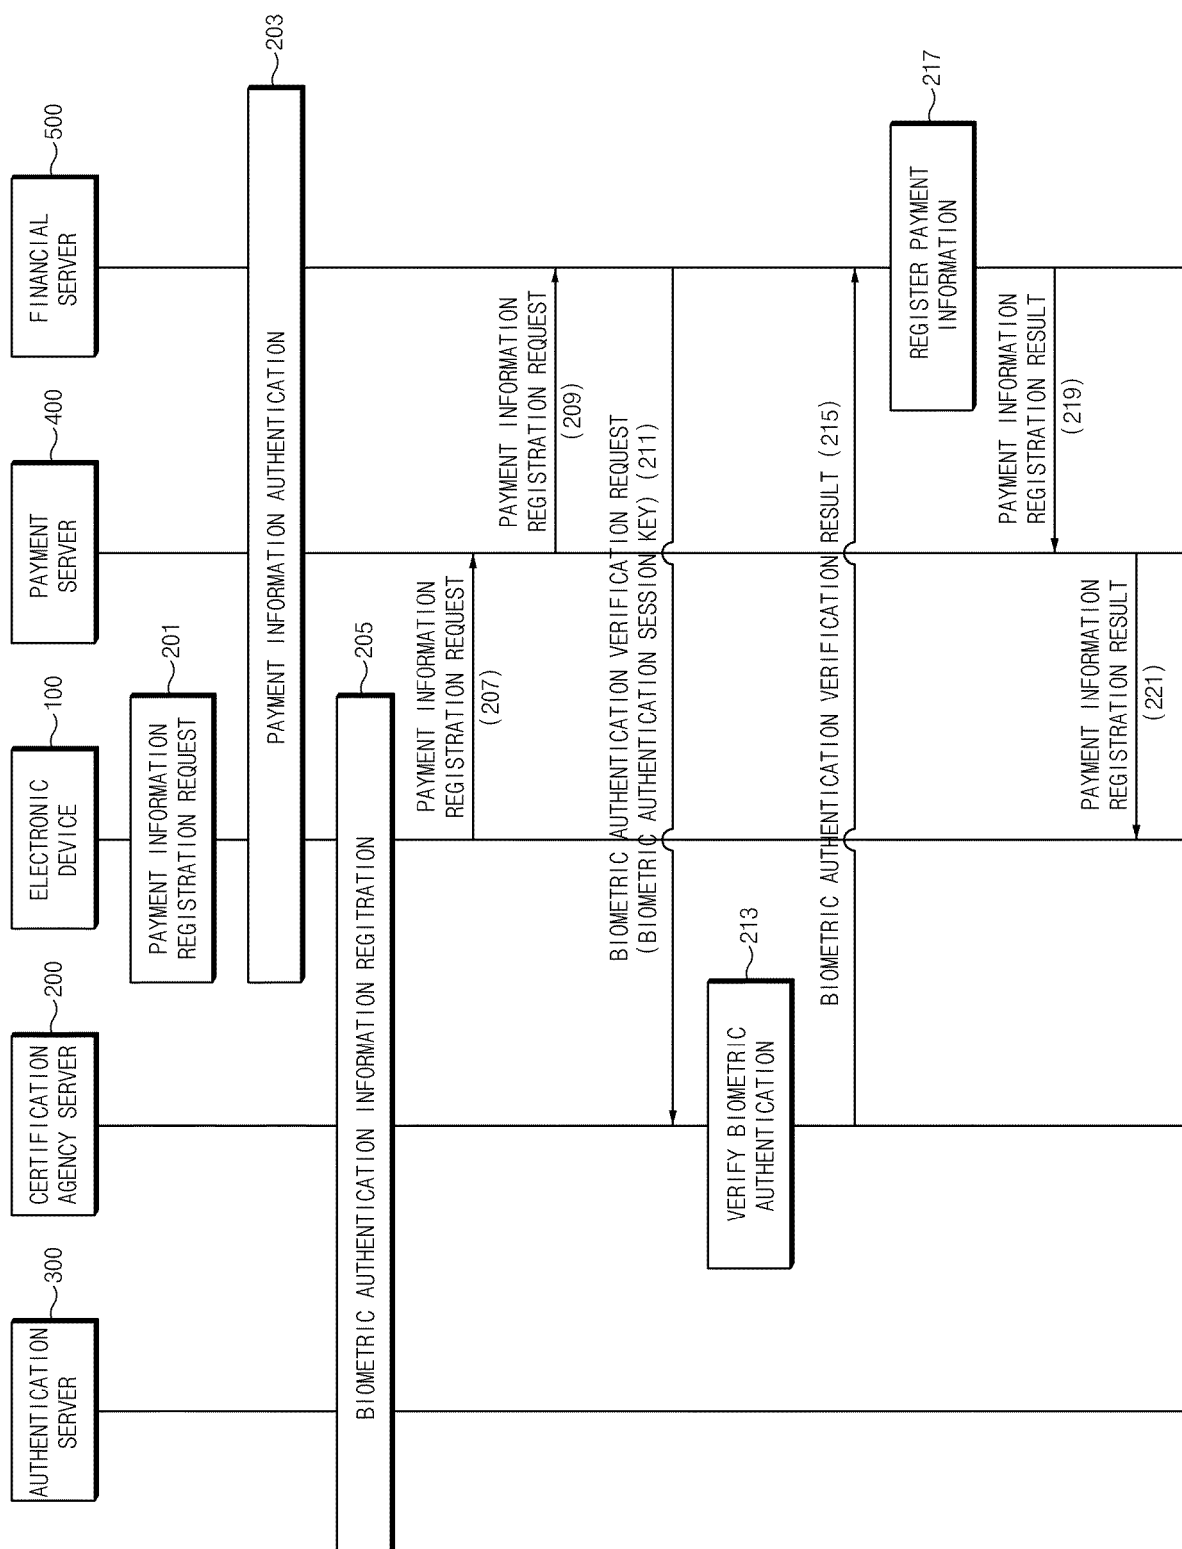 AUTHENTICATION
SERVER
300
CERTIFICATION
AGENCY SERVER
200
ELECTRONIC
DEVICE
100
PAYMENT
SERVER
400
FINANCIAL
SERVER
500
PAYMENT INFORMATION
REGISTRATION REQUEST
201
PAYMENT INFORMATION AUTHENTICATION
203
BIOMETRIC AUTHENTICATION INFORMATION REGITRATION
205
PAYMENT INFORMATION
REGISTRATION REQUEST
(207)
PAYMENT INFORMATION
REGISTRATION REQUEST
(209)
BIOMETRIC AUTHENTICATION VERIFICATION REQUEST
(BIOMETRIC AUTHENTICATION SESSION KEY) (211)
VERIFY BIOMETRIC
AUTHENTICATION
213
BIOMETRIC AUTHENTICATION VERIFICATION RESULT (215)
REGISTER PAYMENT
INFORMATION
217
PAYMENT INFORMATION
REGISTRATION RESULT
(219)
PAYMENT INFORMATION
REGISTRATION RESULT
(221)